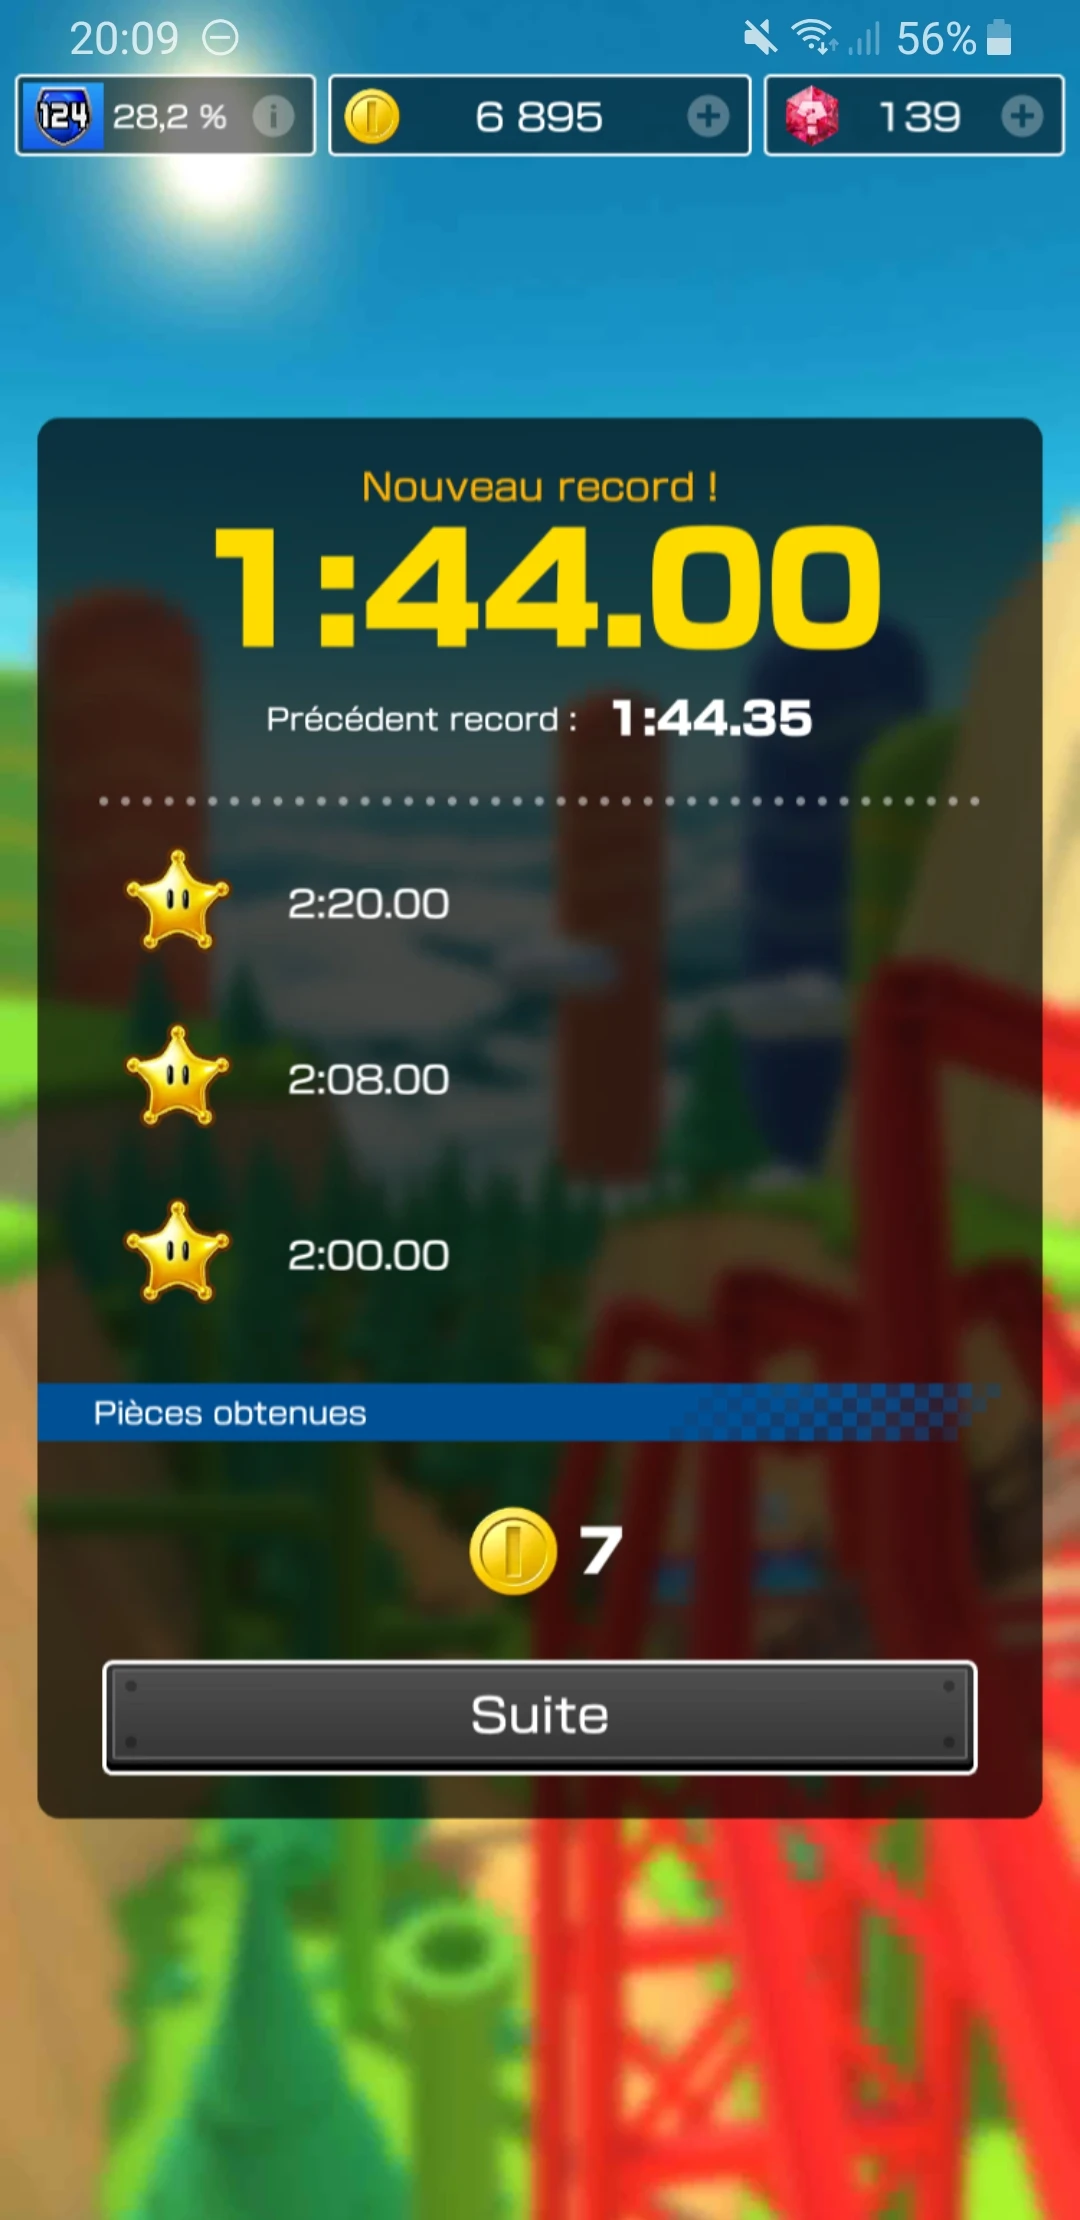 20:09 56%
124 28,2 % i 6 895 139
Nouveau record !
1:44.00
Précédent record : 1:44.35
2:20.00
2:08.00
2:00.00
Pièces obtenues
7
Suite